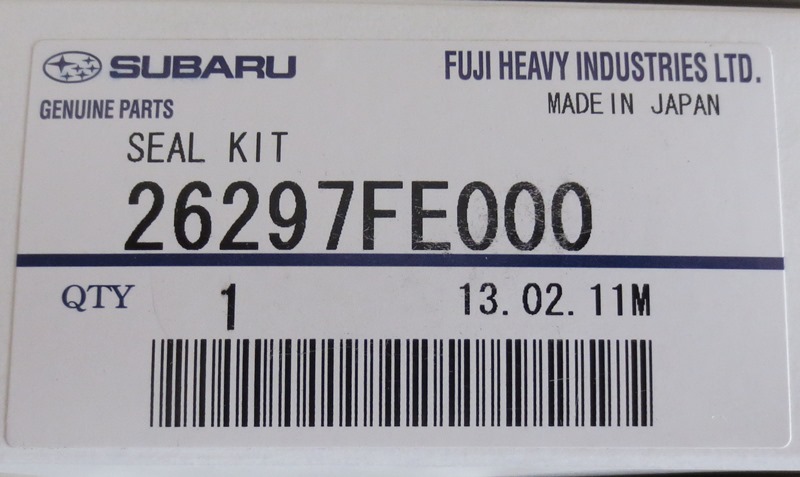 SUBARU
FUJI HEAVY INDUSTRIES LTD.
GENUINE PARTS
MADE IN JAPAN
SEAL KIT
26297FE000
QTY 1 13.02.11M